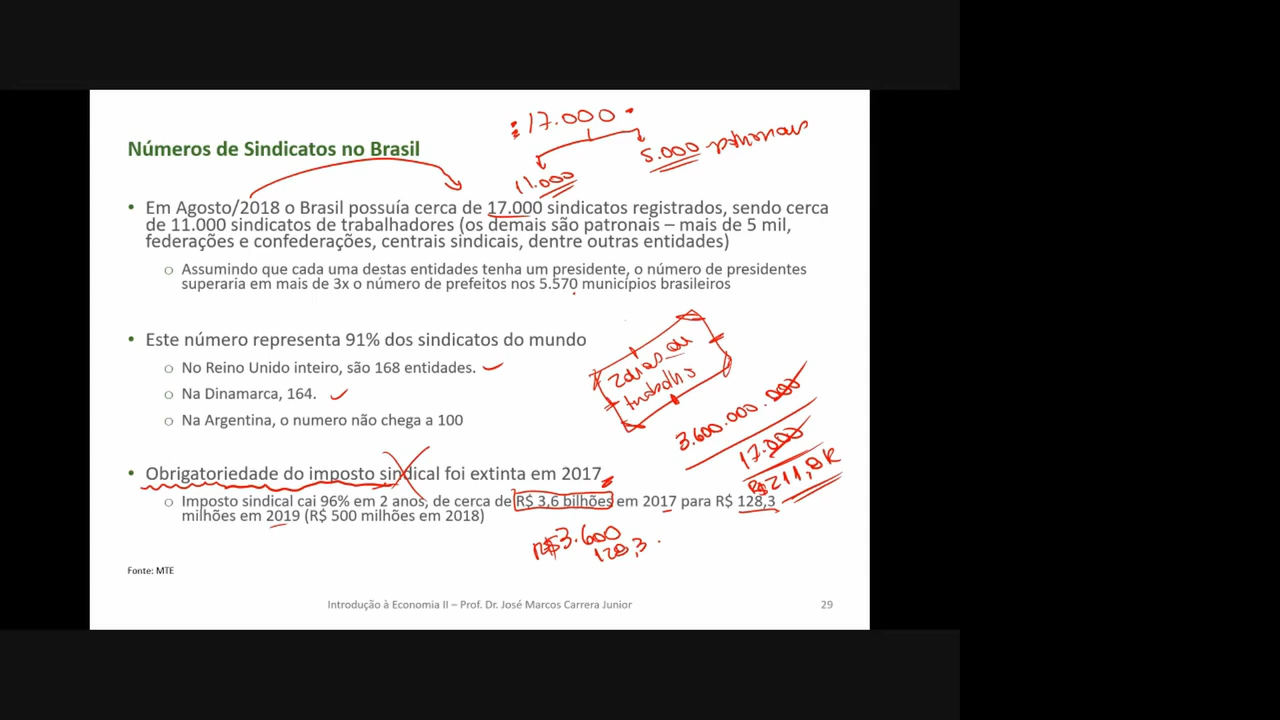 : 17.000
5.000 patronais
11.000
Números de Sindicatos no Brasil
• Em Agosto/2018 o Brasil possuía cerca de 17.000 sindicatos registrados, sendo cerca
de 11.000 sindicatos de trabalhadores (os demais são patronais – mais de 5 mil,
federações e confederações, centrais sindicais, dentre outras entidades)
○ Assumindo que cada uma destas entidades tenha um presidente, o número de presidentes
superaria em mais de 3x o número de prefeitos nos 5.570 municípios brasileiros
• Este número representa 91% dos sindicatos do mundo
○ No Reino Unido inteiro, são 168 entidades.
○ Na Dinamarca, 164.
○ Na Argentina, o numero não chega a 100
trabalho
3.600.000.000
17.000
R$211,8K
• Obrigatoriedade do imposto sindical foi extinta em 2017
○ Imposto sindical cai 96% em 2 anos, de cerca de R$ 3,6 bilhões em 2017 para R$ 128,3
milhões em 2019 (R$ 500 milhões em 2018)
R$3.600
128,3
Fonte: MTE
Introdução à Economia II – Prof. Dr. José Marcos Carrera Junior
29